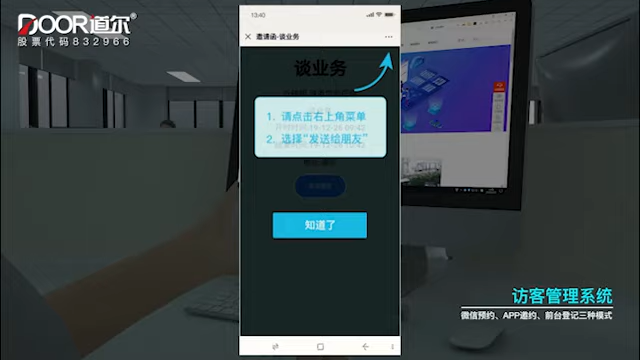 DOOR道尔®
股票代码832966
13:40
邀请函-谈业务
谈业务
1. 请点击右上角菜单
2. 选择“发送给朋友”
知道了
访客管理系统
微信预约、APP邀约、前台登记三种模式